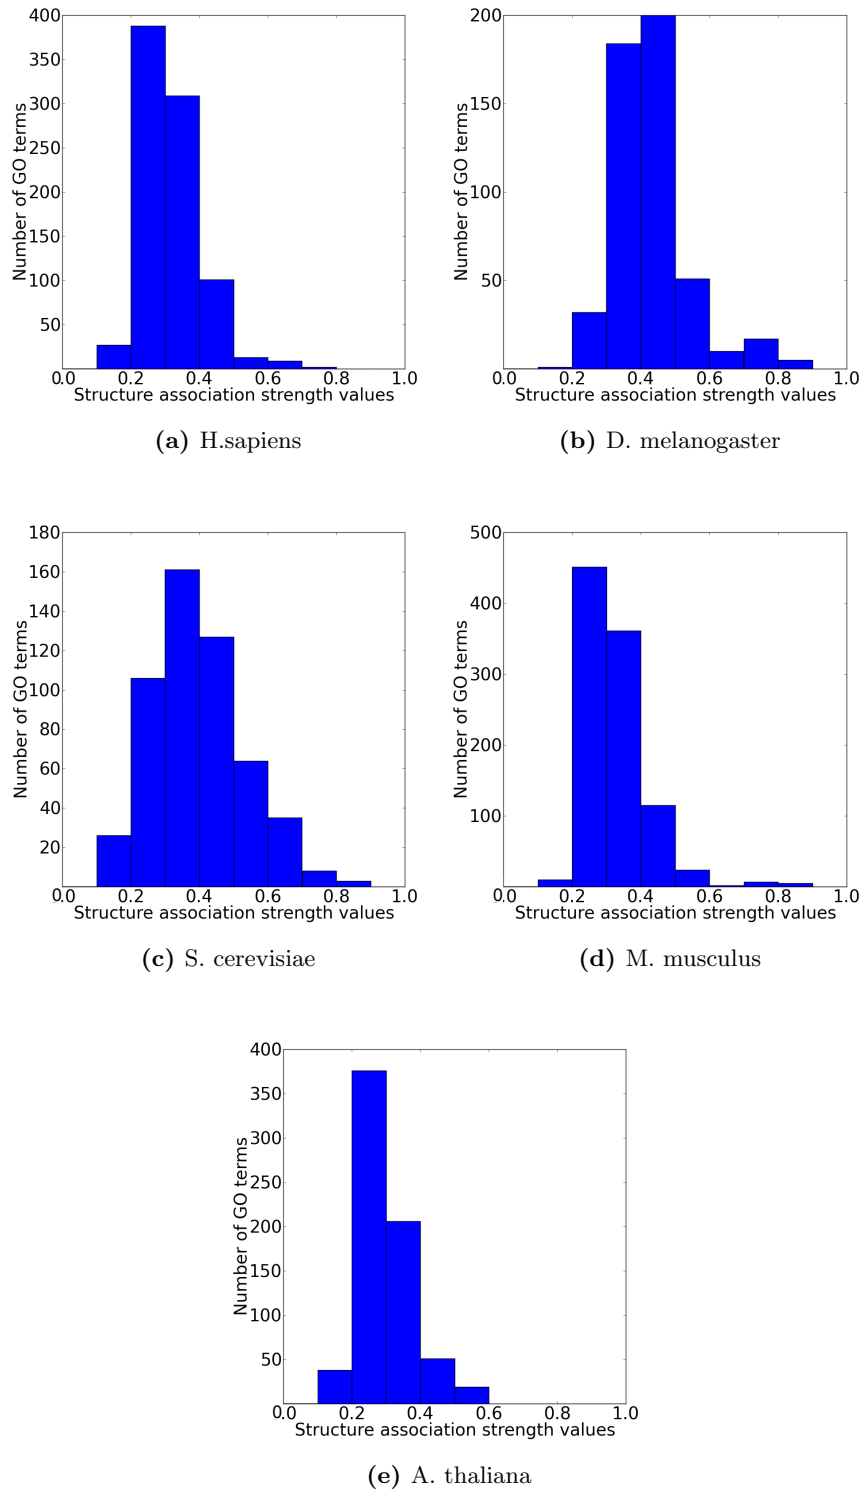 400
350
300
250
200
150
100
50
Number of GO terms
0.0 0.2 0.4 0.6 0.8 1.0
Structure association strength values
(a) H.sapiens
200
150
100
50
Number of GO terms
0.0 0.2 0.4 0.6 0.8 1.0
Structure association strength values
(b) D. melanogaster
180
160
140
120
100
80
60
40
20
Number of GO terms
0.0 0.2 0.4 0.6 0.8 1.0
Structure association strength values
(c) S. cerevisiae
500
400
300
200
100
Number of GO terms
0.0 0.2 0.4 0.6 0.8 1.0
Structure association strength values
(d) M. musculus
400
350
300
250
200
150
100
50
Number of GO terms
0.0 0.2 0.4 0.6 0.8 1.0
Structure association strength values
(e) A. thaliana